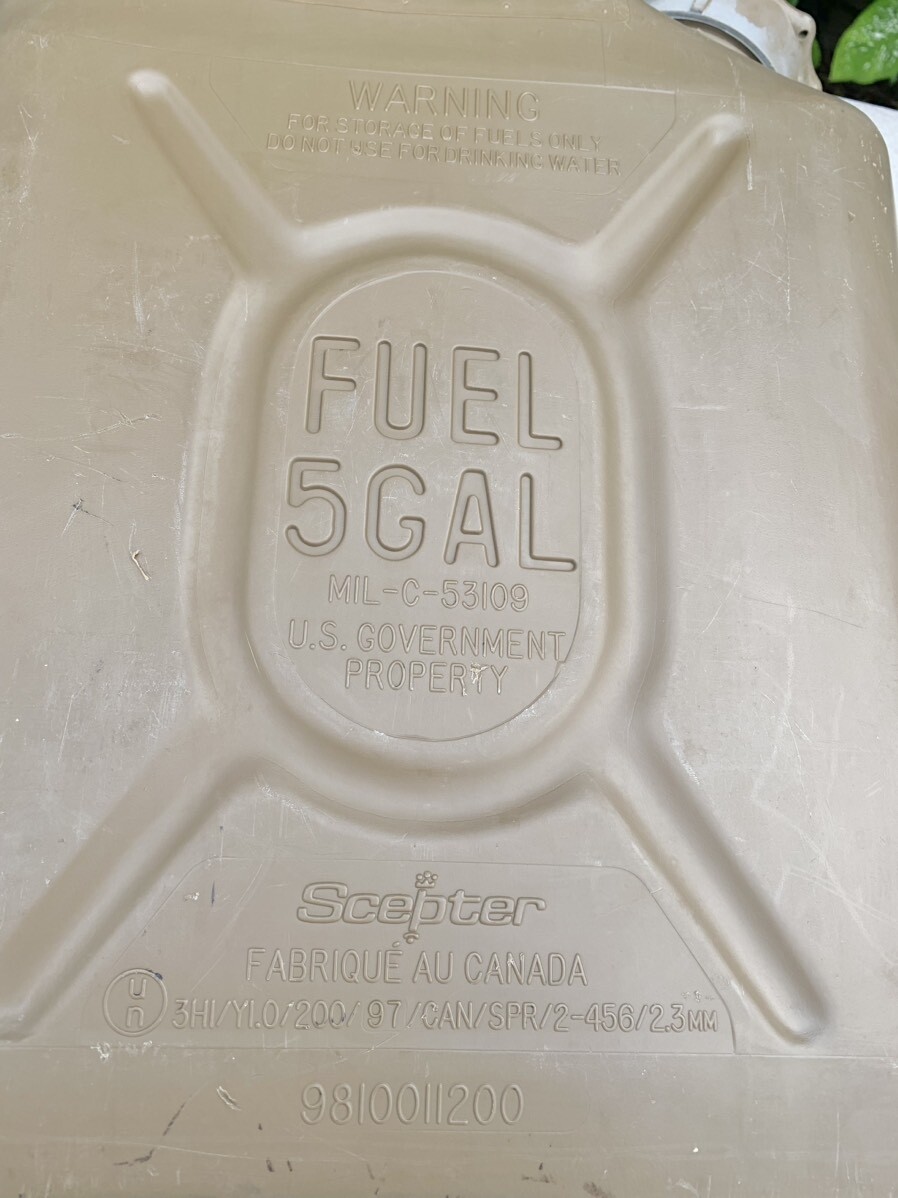 WARNING
FOR STORAGE OF FUELS ONLY
DO NOT USE FOR DRINKING WATER
FUEL
5GAL
MIL-C-53109
U.S. GOVERNMENT
PROPERTY
Scepter
FABRIQUÉ AU CANADA
un 3H1/Y1.0/200/ 97 /CAN/SPR/2-456/2.3MM
9810011200